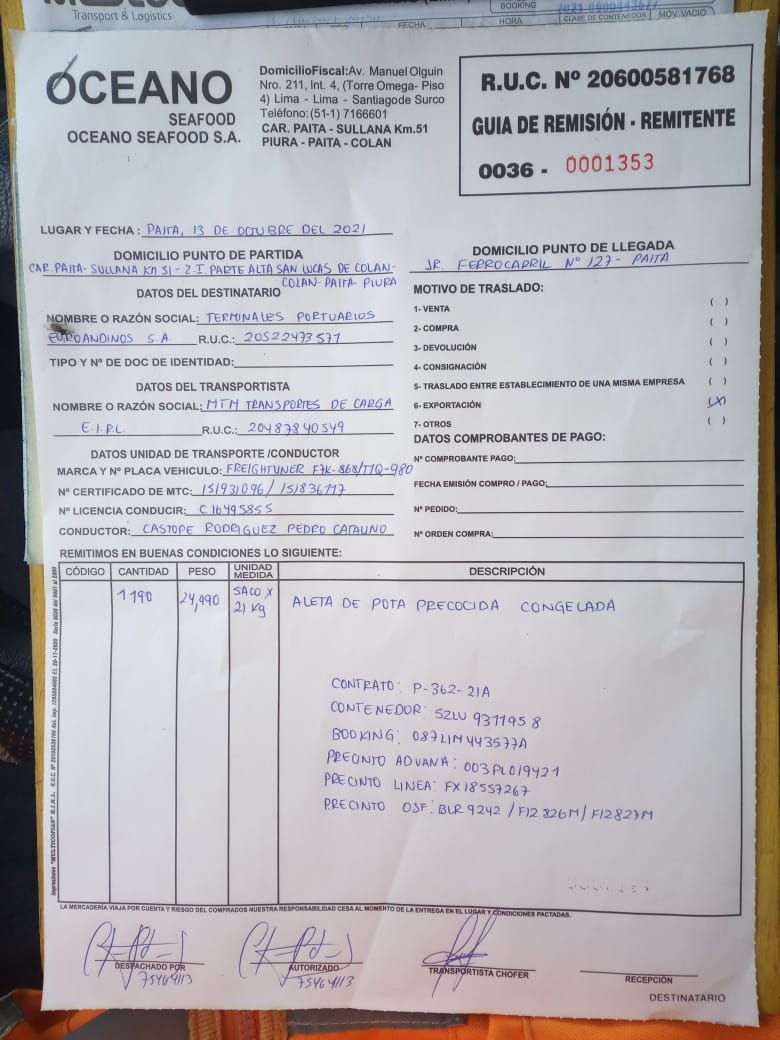 Transport & Logistics
FECHA
BOOKING
HORA
CLASE DE CONTENEDOR
MOV. VACIO
OCEANO
SEAFOOD
OCEANO SEAFOOD S.A.
DomicilioFiscal:Av. Manuel Olguin
Nro. 211, Int. 4, (Torre Omega- Piso
4) Lima - Lima - Santiagode Surco
Teléfono:(51-1) 7166601
CAR. PAITA - SULLANA Km.51
PIURA - PAITA - COLAN
R.U.C. Nº 20600581768
GUIA DE REMISIÓN - REMITENTE
0036 - 0001353
LUGAR Y FECHA : PAITA, 13 DE OCTUBRE DEL 2021
DOMICILIO PUNTO DE PARTIDA
CAR. PAITA- SULLANA KM 51 - Z.I. PARTE ALTA SAN LUCAS DE COLAN-
COLAN- PAITA- PIURA
DOMICILIO PUNTO DE LLEGADA
JR. FERROCARRIL Nº 127- PAITA
DATOS DEL DESTINATARIO
NOMBRE O RAZÓN SOCIAL: TERMINALES PORTUARIOS
EUROANDINOS S.A. R.U.C.: 20522473571
TIPO Y Nº DE DOC DE IDENTIDAD:
DATOS DEL TRANSPORTISTA
NOMBRE O RAZÓN SOCIAL: MTM TRANSPORTES DE CARGA
E.I.R.L. R.U.C.: 20487840549
DATOS UNIDAD DE TRANSPORTE /CONDUCTOR
MARCA Y Nº PLACA VEHICULO: FREIGHTLINER F7K-868/T7Q-980
Nº CERTIFICADO DE MTC: 151931096 / 151836117
Nº LICENCIA CONDUCIR: C16495855
CONDUCTOR: CASTOPE RODRIGUEZ PEDRO CATALINO
MOTIVO DE TRASLADO:
1- VENTA ( )
2- COMPRA ( )
3- DEVOLUCIÓN ( )
4- CONSIGNACIÓN ( )
5- TRASLADO ENTRE ESTABLECIMIENTO DE UNA MISMA EMPRESA ( )
6- EXPORTACIÓN (X)
7- OTROS ( )
DATOS COMPROBANTES DE PAGO:
Nº COMPROBANTE PAGO:
FECHA EMISIÓN COMPRO / PAGO:
Nº PEDIDO:
Nº ORDEN COMPRA:
REMITIMOS EN BUENAS CONDICIONES LO SIGUIENTE:
CÓDIGO CANTIDAD PESO UNIDAD MEDIDA DESCRIPCIÓN
1190 24,990 SACO X 21 Kg ALETA DE POTA PRECOCIDA CONGELADA
CONTRATO: P-362-21A
CONTENEDOR: SZLU 931195 8
BOOKING: 087LIM443577A
PRECINTO ADUANA: 003PL019421
PRECINTO LINEA: FX18557267
PRECINTO OSF: BLR 9242 / F12826M / F12827M
LA MERCADERÍA VIAJA POR CUENTA Y RIESGO DEL COMPRADOS NUESTRA RESPONSABILIDAD CESA AL MOMENTO DE LA ENTREGA EN EL LUGAR Y CONDICIONES PACTADAS.
DESPACHADO POR
75464113
AUTORIZADO
75464113
TRANSPORTISTA CHOFER
RECEPCIÓN
DESTINATARIO